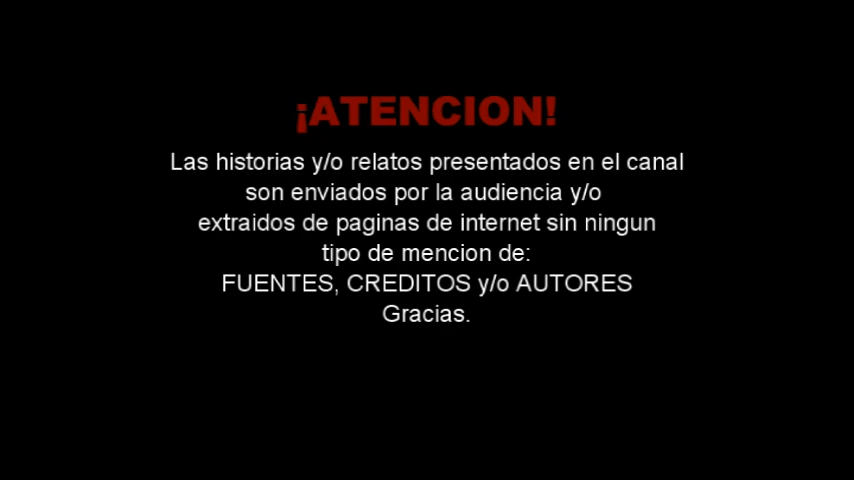 ¡ATENCION!
Las historias y/o relatos presentados en el canal
son enviados por la audiencia y/o
extraidos de paginas de internet sin ningun
tipo de mencion de:
FUENTES, CREDITOS y/o AUTORES
Gracias.